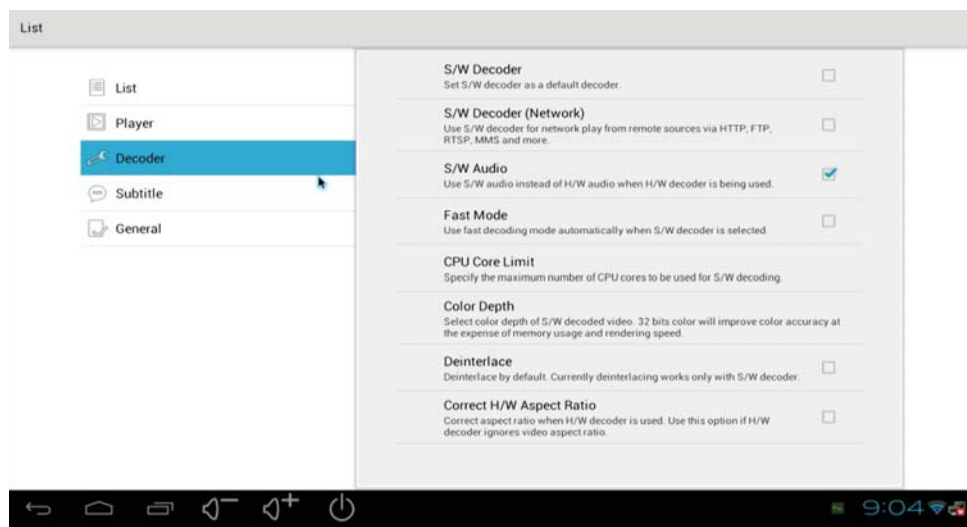 List
List
Player
Decoder
Subtitle
General
S/W Decoder
Set S/W decoder as a default decoder.
S/W Decoder (Network)
Use S/W decoder for network play from remote sources via HTTP, FTP,
RTSP, MMS and more.
S/W Audio
Use S/W audio instead of H/W audio when H/W decoder is being used.
Fast Mode
Use fast decoding mode automatically when S/W decoder is selected.
CPU Core Limit
Specify the maximum number of CPU cores to be used for S/W decoding.
Color Depth
Select color depth of S/W decoded video. 32 bits color will improve color accuracy at
the expense of memory usage and rendering speed.
Deinterlace
Deinterlace by default. Currently deinterlacing works only with S/W decoder.
Correct H/W Aspect Ratio
Correct aspect ratio when H/W decoder is used. Use this option if H/W
decoder ignores video aspect ratio.
9:04